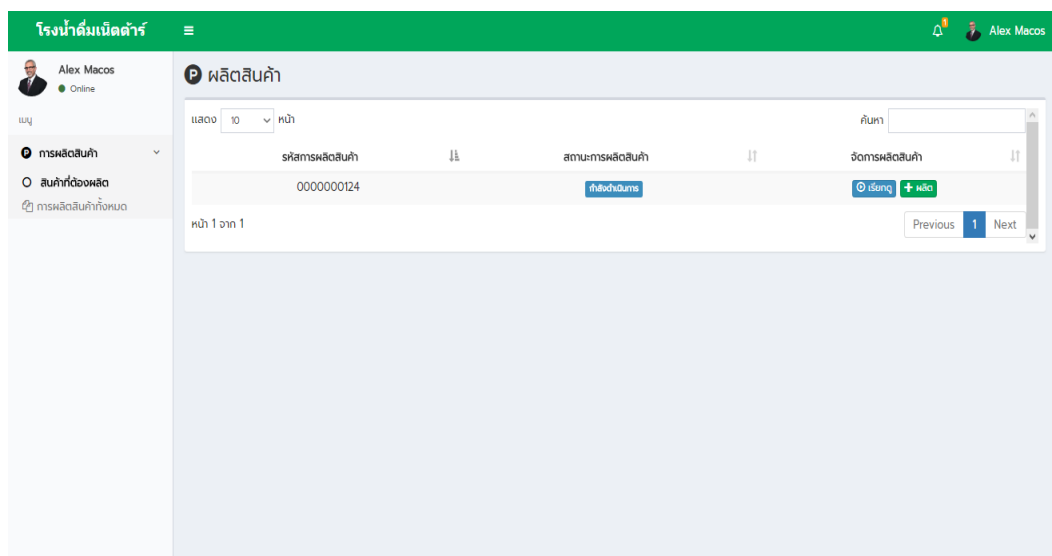 โรงน้ำดื่มเน็ตต้าร์
1
Alex Macos
Alex Macos
Online
เมนู
การผลิตสินค้า
สินค้าที่ต้องผลิต
การผลิตสินค้าทั้งหมด
P ผลิตสินค้า
แสดง 10 หน้า
ค้นหา
รหัสการผลิตสินค้า สถานะการผลิตสินค้า จัดการผลิตสินค้า
0000000124 กำลังดำเนินการ เรียกดู ผลิต
หน้า 1 จาก 1
Previous 1 Next